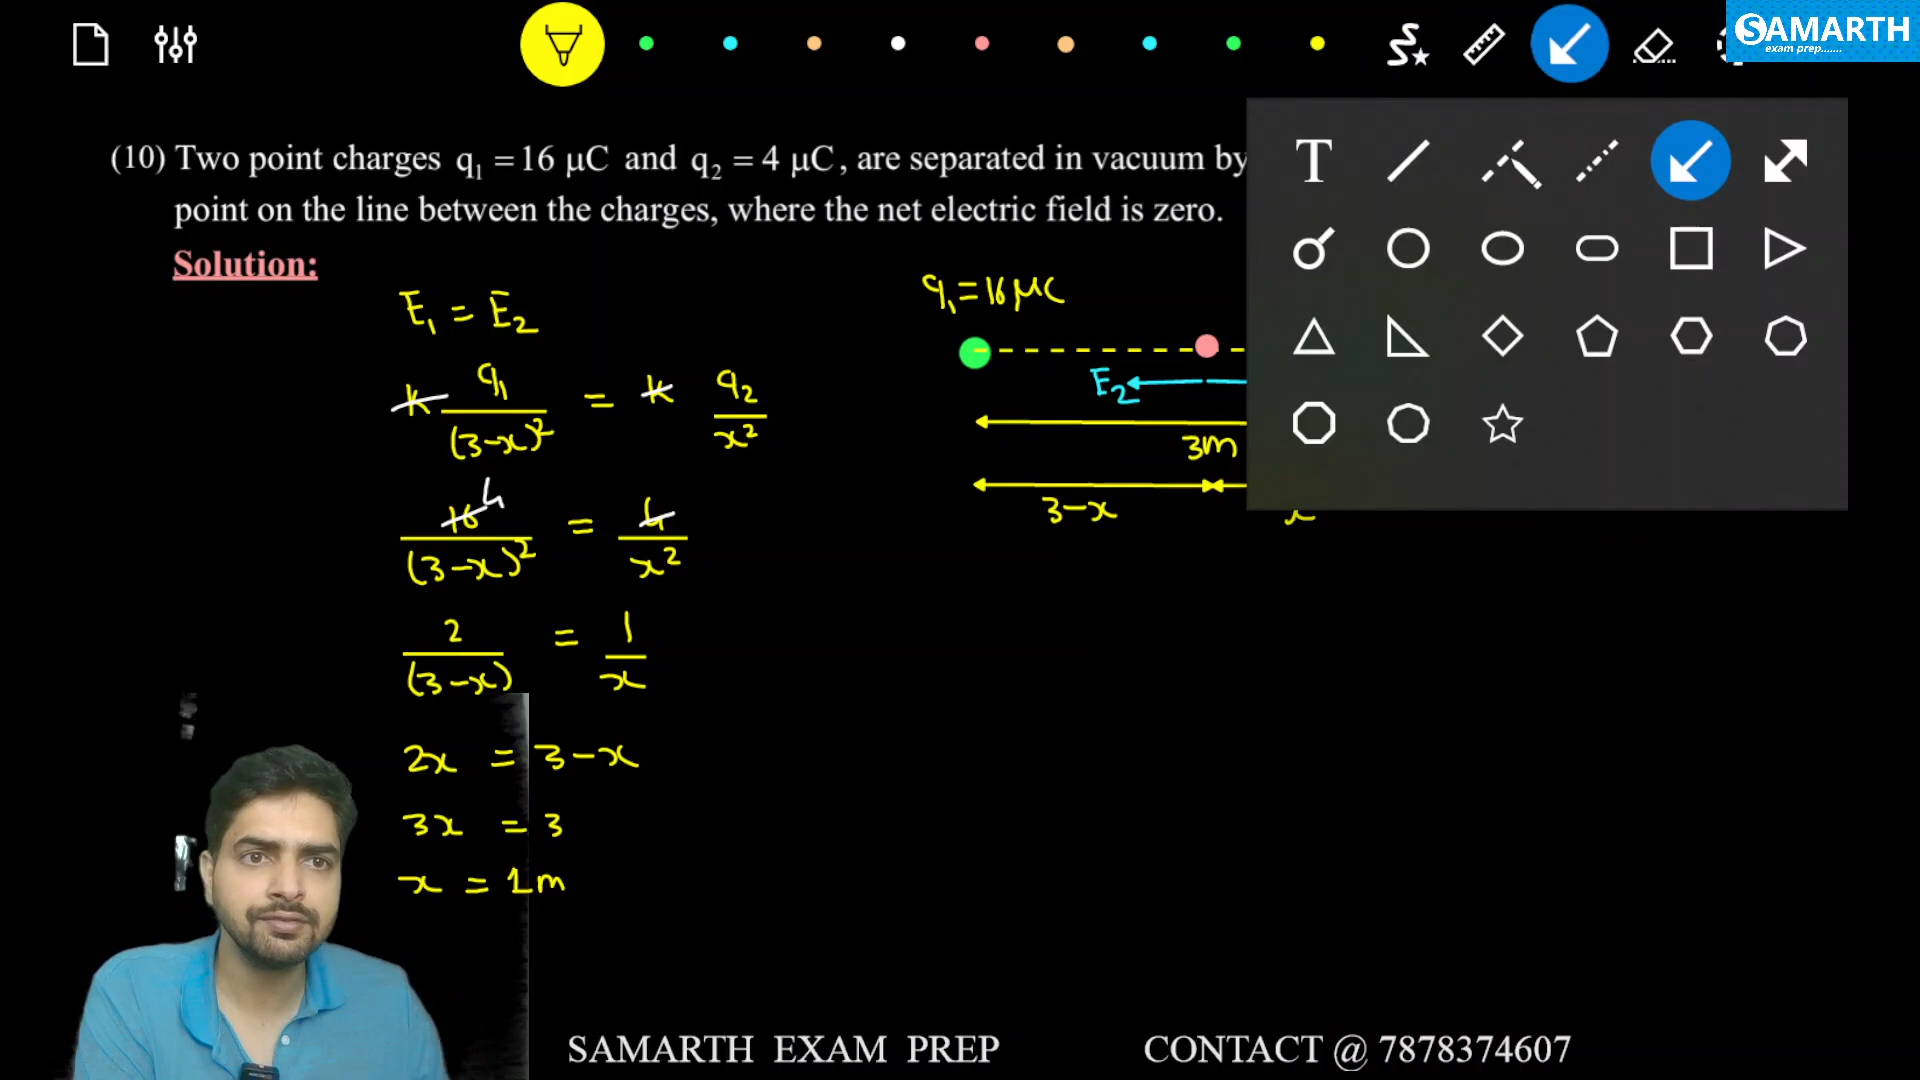 SAMARTH
exam prep.......
(10) Two point charges q₁ = 16 μC and q₂ = 4 μC, are separated in vacuum by
point on the line between the charges, where the net electric field is zero.
Solution:
E₁ = E₂
k q₁/(3-x)² = k q₂/x²
16 4/(3-x)² = 4/x²
2/(3-x) = 1/x
2x = 3-x
3x = 3
x = 1m
q₁ = 16 μC
E₂
3m
3-x
x
T
SAMARTH EXAM PREP
CONTACT @ 7878374607